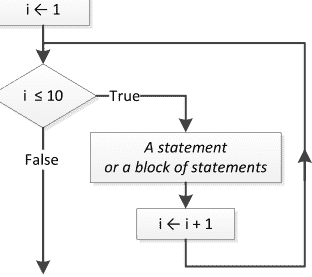 i ← 1
i ≤ 10
True
A statement
or a block of statements
False
i ← i + 1